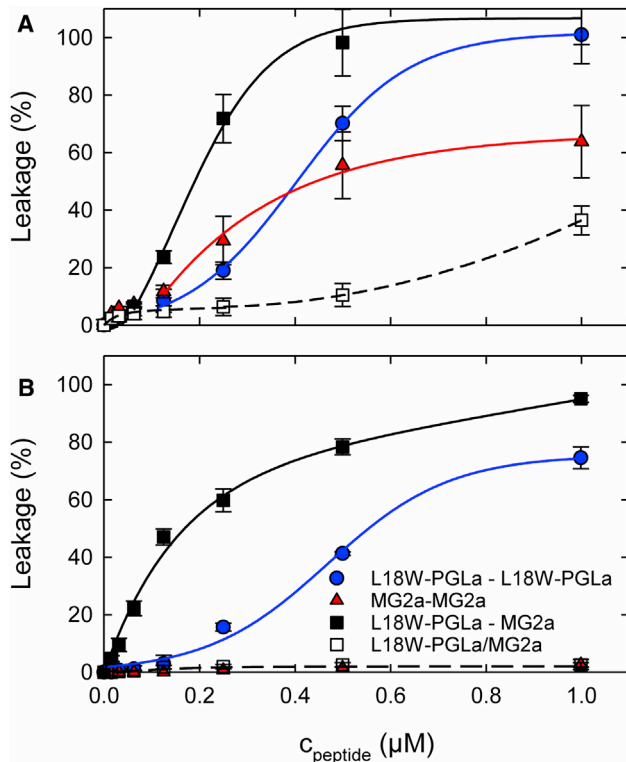 A
100
80
60
40
20
0
Leakage (%)
B
100
80
60
40
20
0
Leakage (%)
L18W-PGLa - L18W-PGLa
MG2a-MG2a
L18W-PGLa - MG2a
L18W-PGLa/MG2a
0.0 0.2 0.4 0.6 0.8 1.0
cpeptide (µM)